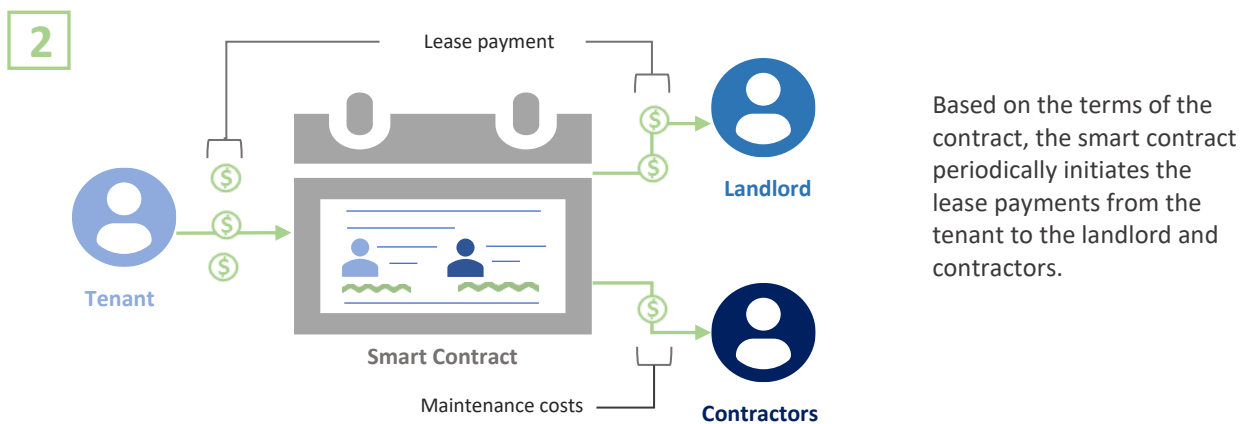 2
Lease payment
$
$
$
$
$
$
Tenant
Smart Contract
Landlord
Maintenance costs
Contractors
Based on the terms of the
contract, the smart contract
periodically initiates the
lease payments from the
tenant to the landlord and
contractors.